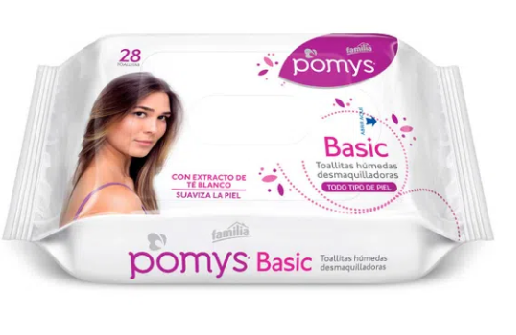 28
TOALLITAS
familia
pomys
Basic
Toallitas húmedas
desmaquilladoras
TODO TIPO DE PIEL
CON EXTRACTO DE
TÉ BLANCO
SUAVIZA LA PIEL
familia
pomys Basic
Toallitas húmedas
desmaquilladoras